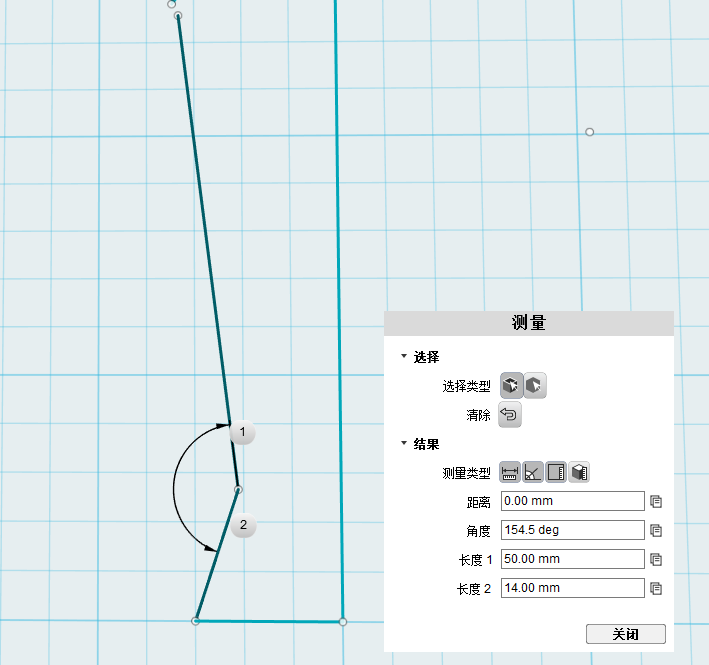 1
2
测量
选择
选择类型
清除
结果
测量类型
距离 0.00 mm
角度 154.5 deg
长度 1 50.00 mm
长度 2 14.00 mm
关闭